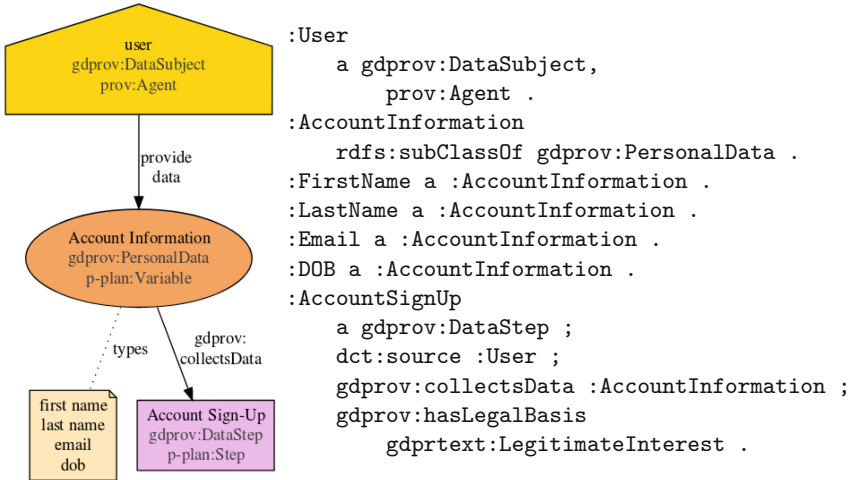 user
gdprov:DataSubject
prov:Agent
provide
data
Account Information
gdprov:PersonalData
p-plan:Variable
types
gdprov:
collectsData
first name
last name
email
dob
Account Sign-Up
gdprov:DataStep
p-plan:Step
:User
    a gdprov:DataSubject,
        prov:Agent .
:AccountInformation
    rdfs:subClassOf gdprov:PersonalData .
:FirstName a :AccountInformation .
:LastName a :AccountInformation .
:Email a :AccountInformation .
:DOB a :AccountInformation .
:AccountSignUp
    a gdprov:DataStep ;
    dct:source :User ;
    gdprov:collectsData :AccountInformation ;
    gdprov:hasLegalBasis
        gdprtext:LegitimateInterest .